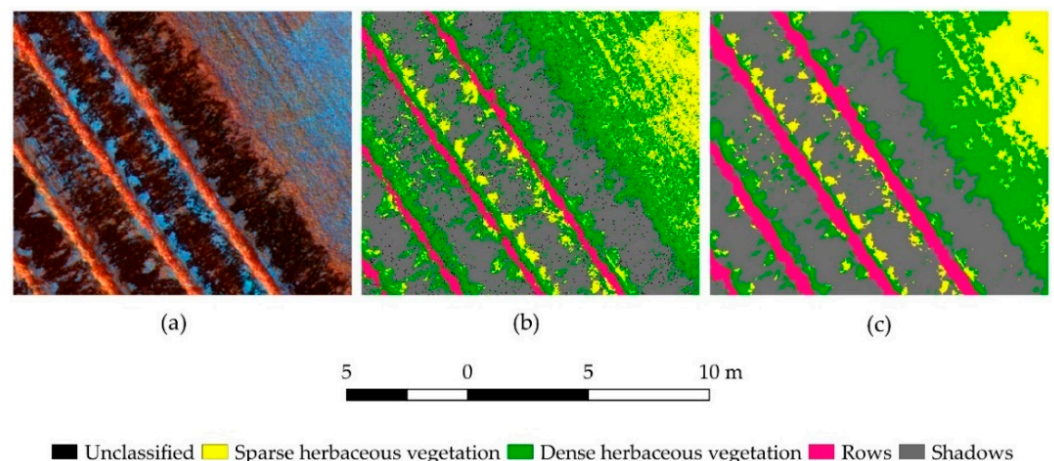 (a) (b) (c)
5 0 5 10 m
Unclassified Sparse herbaceous vegetation Dense herbaceous vegetation Rows Shadows